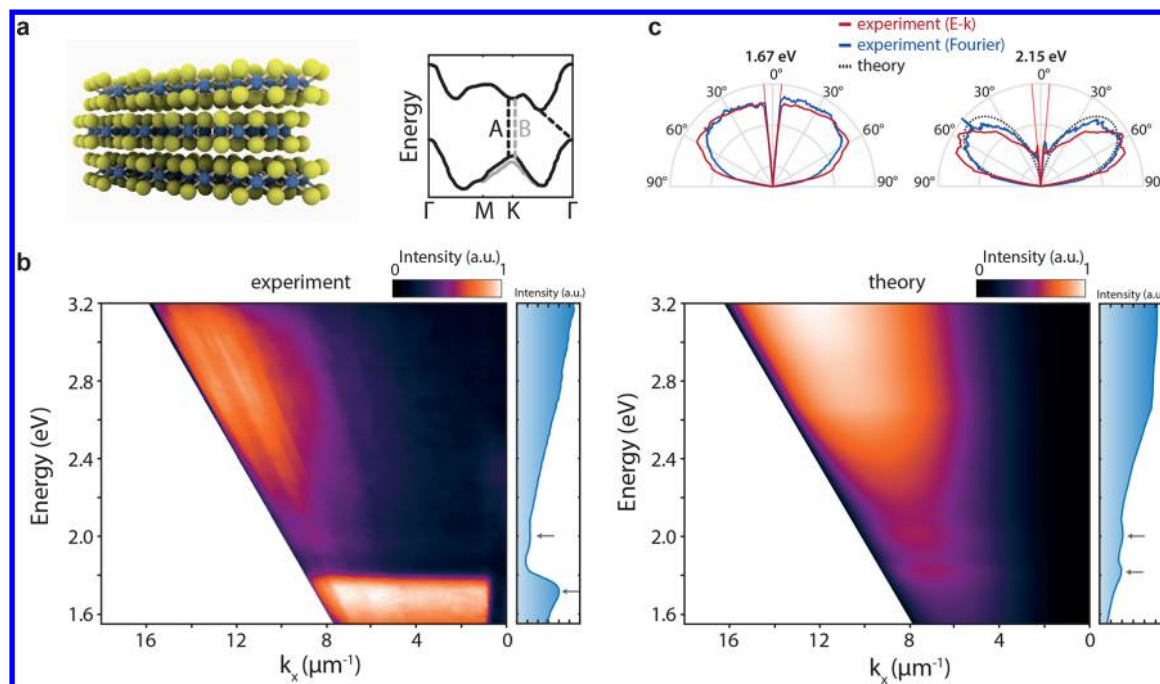 a
Energy
A
B
Γ
M
K
Γ
c
experiment (E-k)
experiment (Fourier)
theory
1.67 eV
0°
30°
30°
60°
60°
90°
90°
2.15 eV
0°
30°
30°
60°
60°
90°
90°
b
experiment
Intensity (a.u.)
0
1
Intensity (a.u.)
3.2
2.8
2.4
2.0
1.6
Energy (eV)
16
12
8
4
0
kₓ (μm⁻¹)
theory
Intensity (a.u.)
0
1
Intensity (a.u
3.2
2.8
2.4
2.0
1.6
Energy (eV)
16
12
8
4
0
kₓ (μm⁻¹)